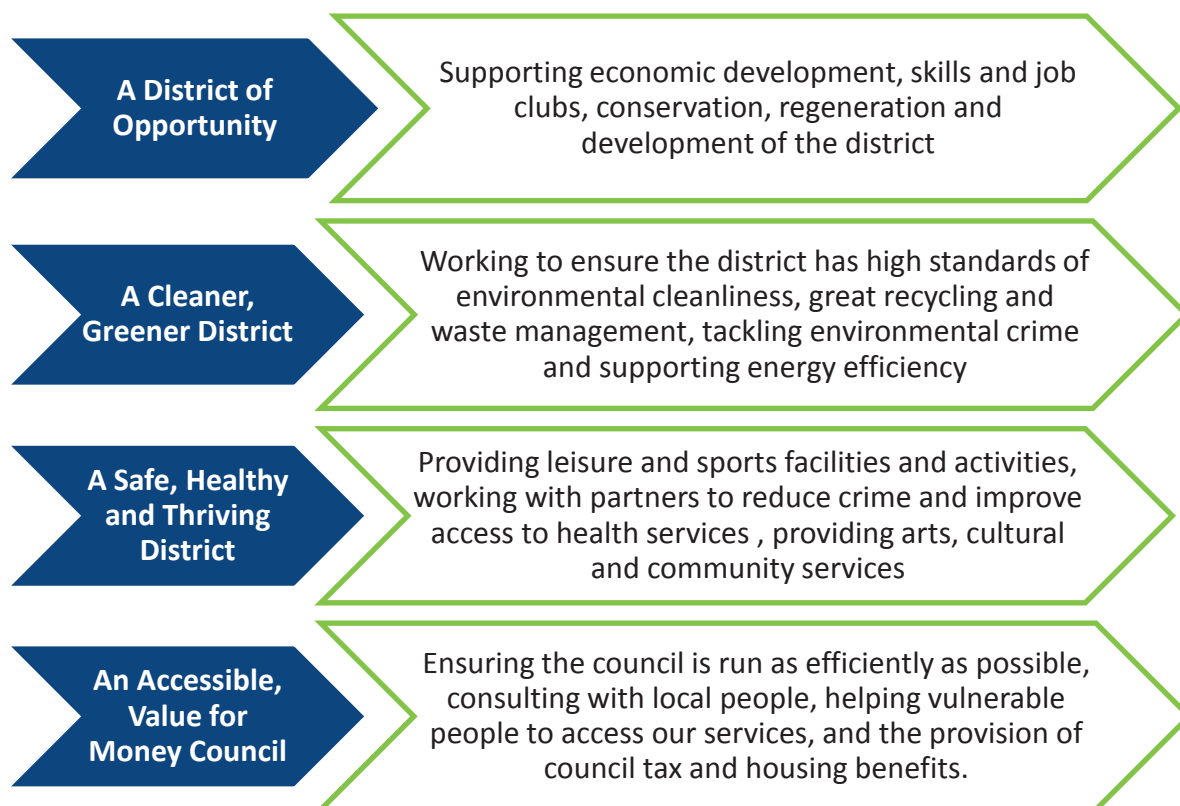 A District of
Opportunity
Supporting economic development, skills and job
clubs, conservation, regeneration and
development of the district
A Cleaner,
Greener District
Working to ensure the district has high standards of
environmental cleanliness, great recycling and
waste management, tackling environmental crime
and supporting energy efficiency
A Safe, Healthy
and Thriving
District
Providing leisure and sports facilities and activities,
working with partners to reduce crime and improve
access to health services , providing arts, cultural
and community services
An Accessible,
Value for
Money Council
Ensuring the council is run as efficiently as possible,
consulting with local people, helping vulnerable
people to access our services, and the provision of
council tax and housing benefits.